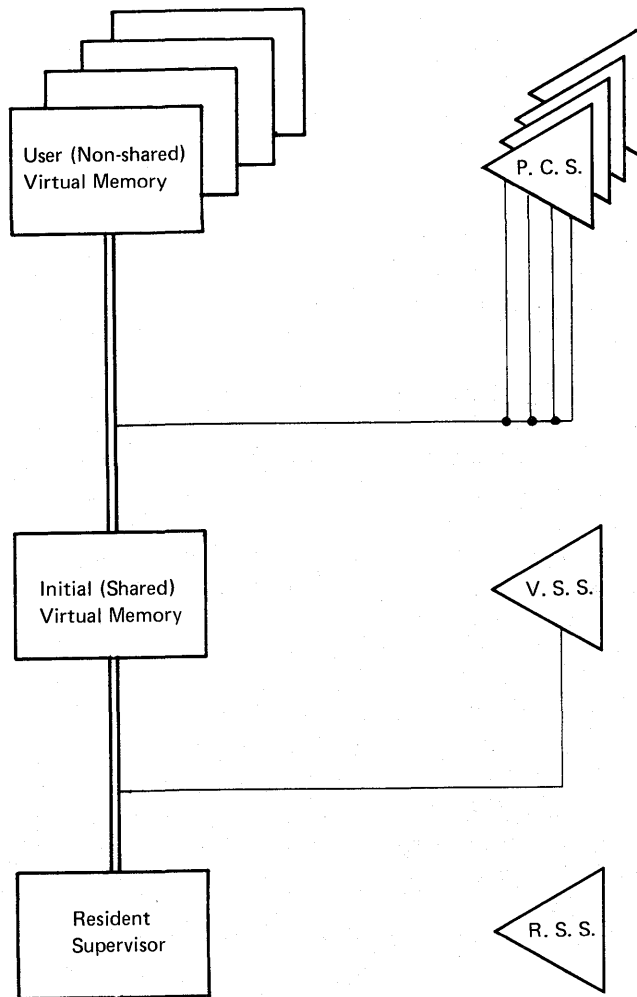 User (Non-shared)
Virtual Memory
P. C. S.
Initial (Shared)
Virtual Memory
V. S. S.
Resident
Supervisor
R. S. S.